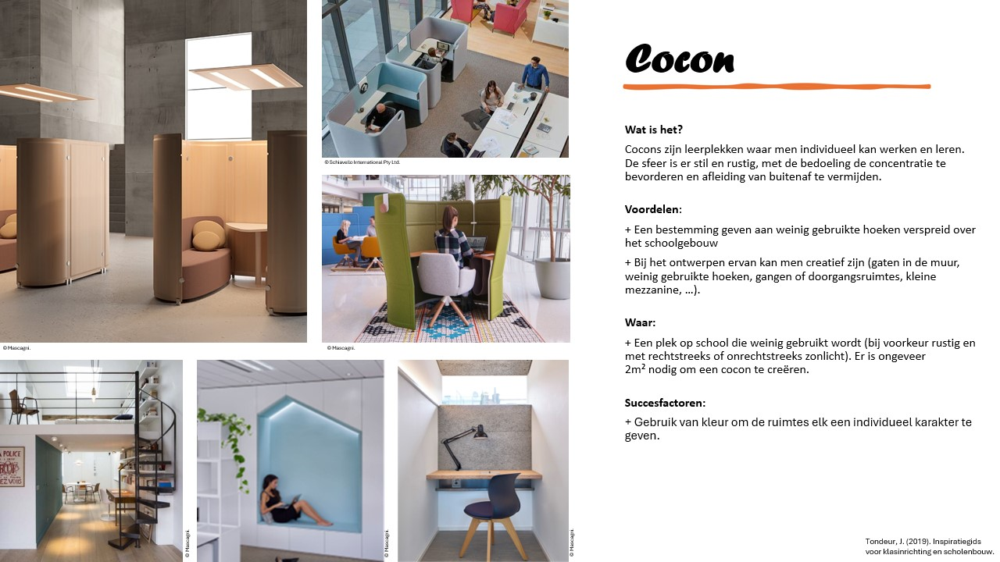 Cocon
Wat is het?
Cocons zijn leerplekken waar men individueel kan werken en leren.
De sfeer is er stil en rustig, met de bedoeling de concentratie te
bevorderen en afleiding van buitenaf te vermijden.
Voordelen:
+ Een bestemming geven aan weinig gebruikte hoeken verspreid over
het schoolgebouw
+ Bij het ontwerpen ervan kan men creatief zijn (gaten in de muur,
weinig gebruikte hoeken, gangen of doorgangsruimtes, kleine
mezzanine, …).
Waar:
+ Een plek op school die weinig gebruikt wordt (bij voorkeur rustig en
met rechtstreeks of onrechtstreeks zonlicht). Er is ongeveer
2m² nodig om een cocon te creëren.
Succesfactoren:
+ Gebruik van kleur om de ruimtes elk een individueel karakter te
geven.
Tondeur, J. (2019). Inspiratiegids
voor klasinrichting en scholenbouw.
© Schiavello International Pty Ltd.
© Mascagni.
© Mascagni.
© Mascagni.
© Mascagni.
© Mascagni.
A POLICE